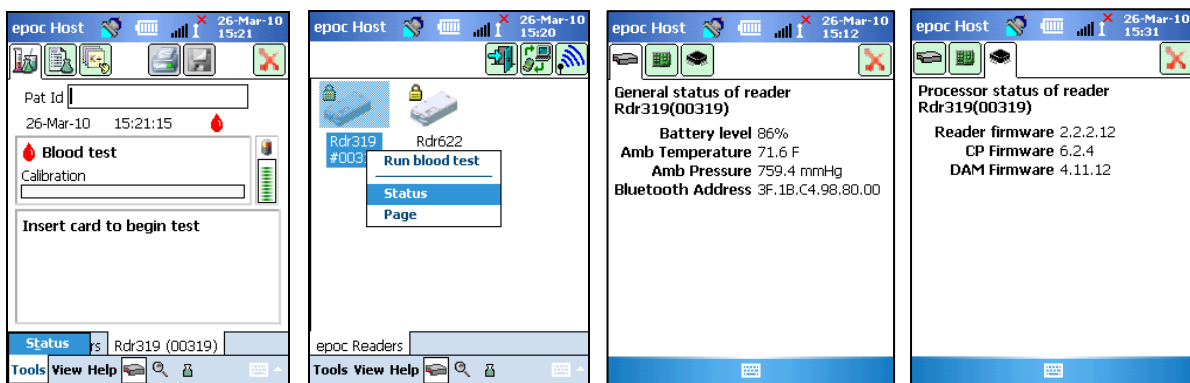 epoc Host 26-Mar-10
15:21
Pat Id
26-Mar-10 15:21:15
Blood test
Calibration
Insert card to begin test
Status rs Rdr319 (00319)
Tools View Help
epoc Host 26-Mar-10
15:20
Rdr319 Rdr622
#003
Run blood test
Status
Page
epoc Readers
Tools View Help
epoc Host 26-Mar-10
15:12
General status of reader
Rdr319(00319)
Battery level 86%
Amb Temperature 71.6 F
Amb Pressure 759.4 mmHg
Bluetooth Address 3F.1B.C4.98.80.00
epoc Host 26-Mar-10
15:31
Processor status of reader
Rdr319(00319)
Reader firmware 2.2.2.12
CP Firmware 6.2.4
DAM Firmware 4.11.12